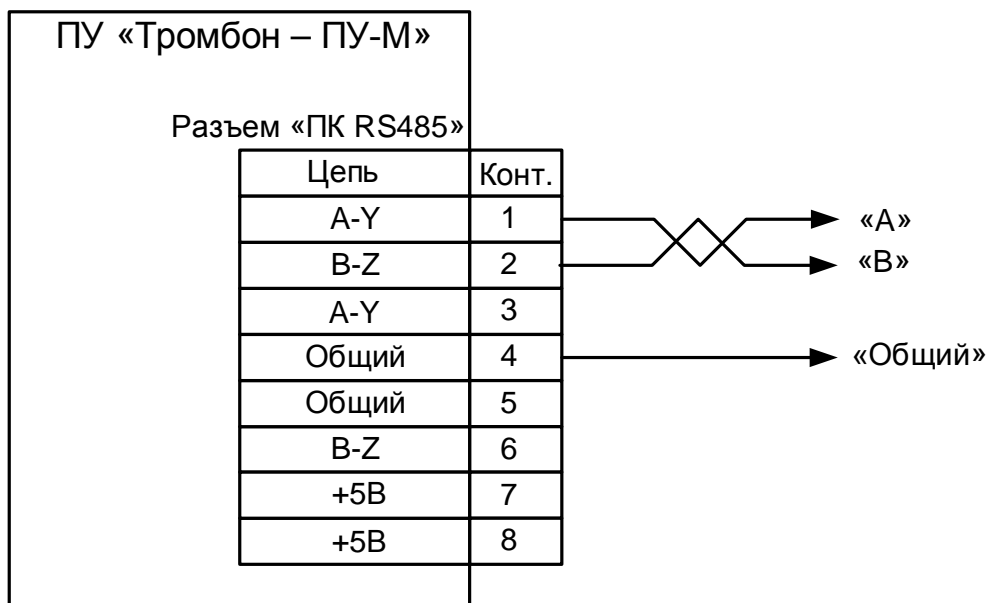 ПУ «Тромбон – ПУ-М»
Разъем «ПК RS485»
Цепь Конт.
A-Y 1 «А»
B-Z 2 «В»
A-Y 3
Общий 4 «Общий»
Общий 5
B-Z 6
+5В 7
+5В 8